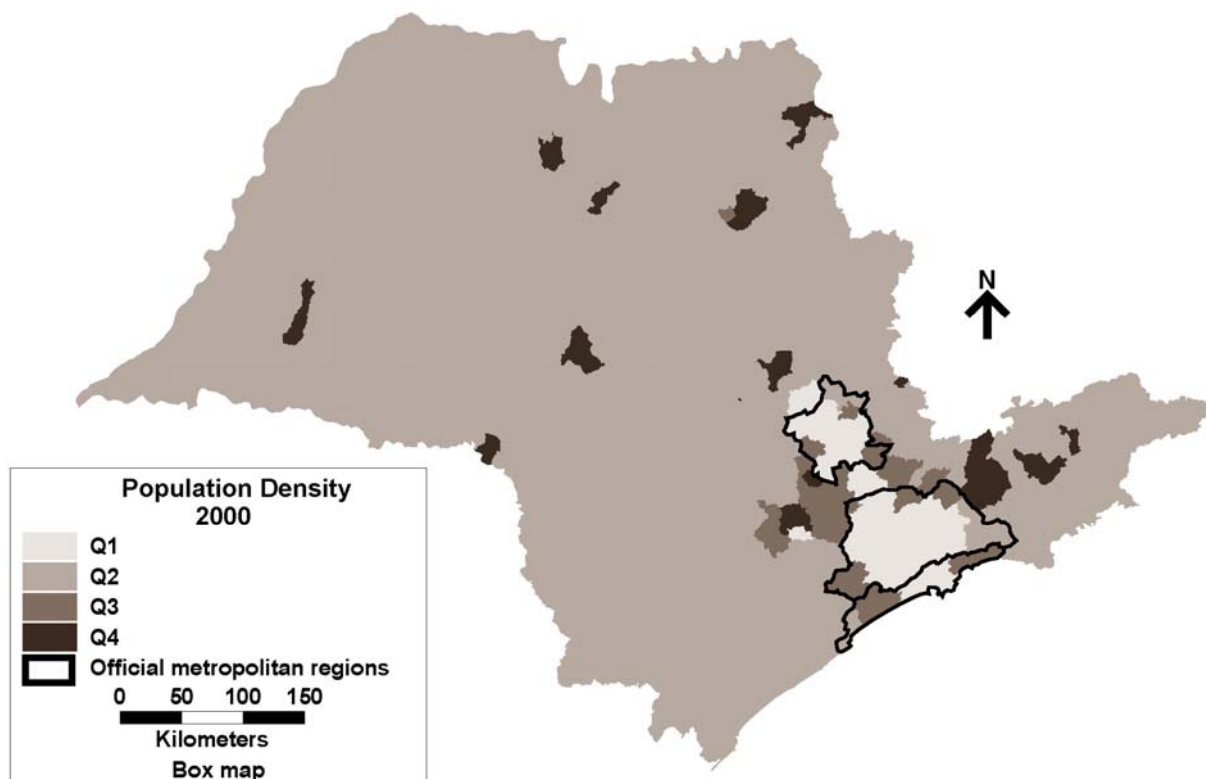 N
Population Density
2000
Q1
Q2
Q3
Q4
Official metropolitan regions
0 50 100 150
Kilometers
Box map